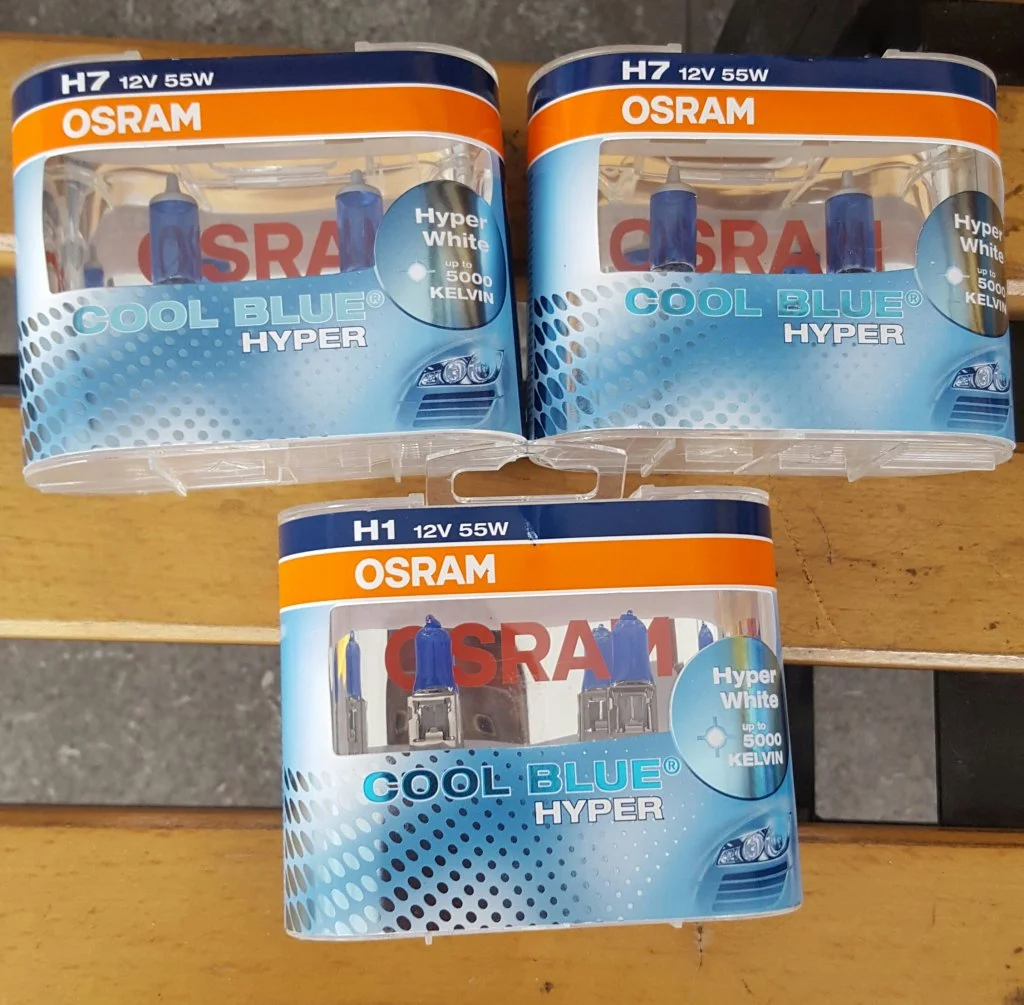 H7 12V 55W
OSRAM
OSRAM
Hyper
White
up to
5000
KELVIN
COOL BLUE®
HYPER
H7 12V 55W
OSRAM
OSRAM
Hyper
White
up to
5000
KELVIN
COOL BLUE®
HYPER
H1 12V 55W
OSRAM
OSRAM
Hyper
White
up to
5000
KELVIN
COOL BLUE®
HYPER